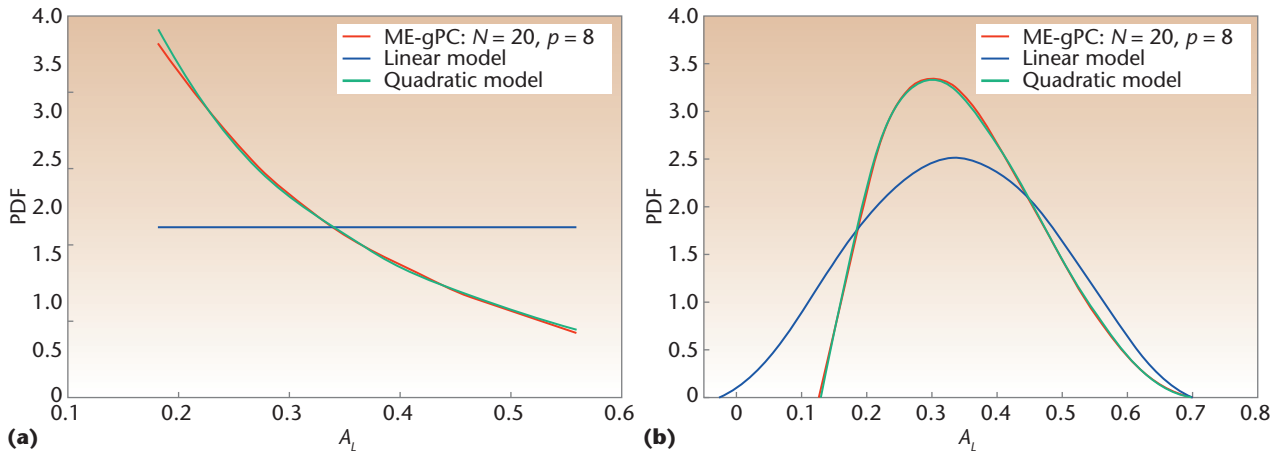 4.0
3.5
3.0
2.5
2.0
1.5
1.0
0.5
0
PDF
ME-gPC: N = 20, p = 8
Linear model
Quadratic model
0.1 0.2 0.3 0.4 0.5 0.6
(a)
A_L
4.0
3.5
3.0
2.5
2.0
1.5
1.0
0.5
0
PDF
ME-gPC: N = 20, p = 8
Linear model
Quadratic model
0 0.1 0.2 0.3 0.4 0.5 0.6 0.7 0.8
(b)
A_L